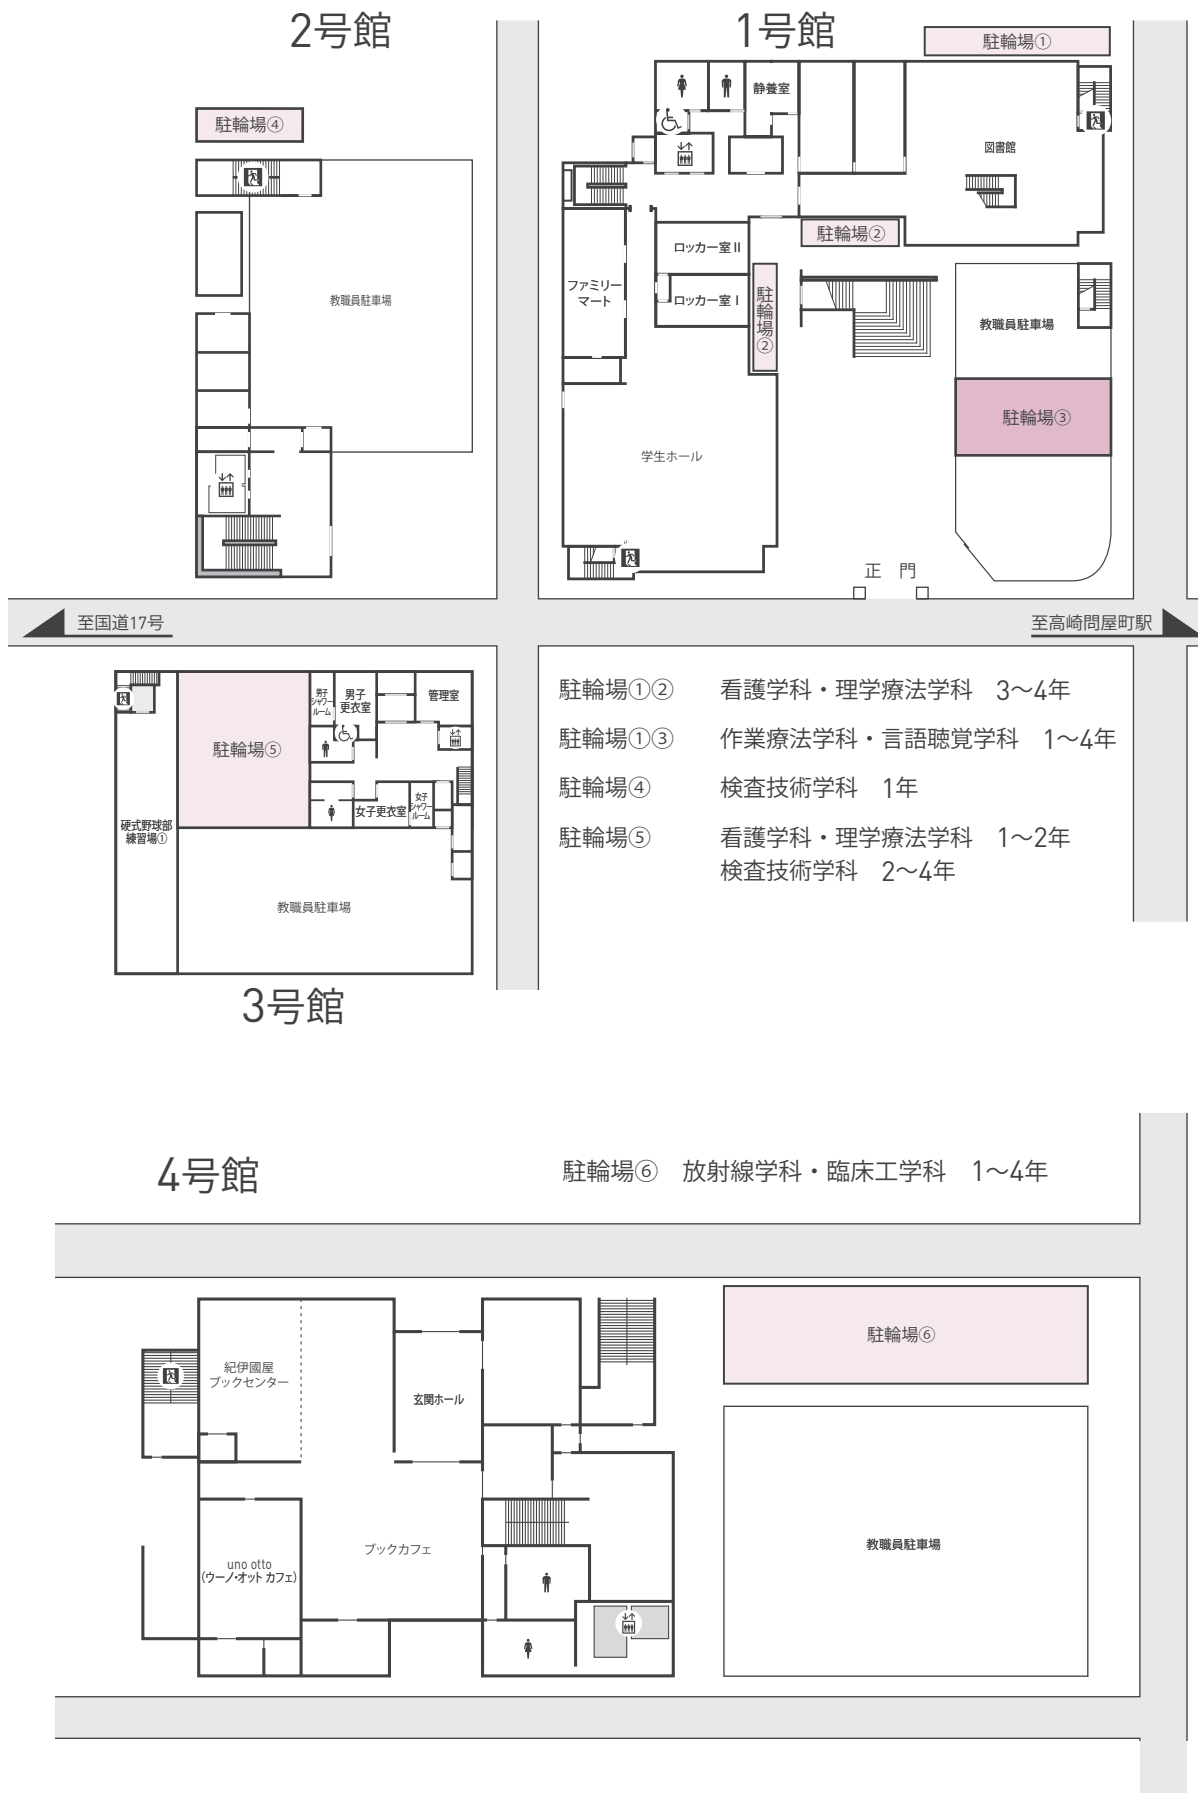 2号館
1号館
駐輪場①
駐輪場④
静養室
図書館
駐輪場②
ロッカー室Ⅱ
ファミリー
マート
ロッカー室Ⅰ
駐輪場②
教職員駐車場
教職員駐車場
駐輪場③
学生ホール
正 門
至国道17号
至高崎問屋町駅
男子
シャワー
ルーム
男子
更衣室
管理室
駐輪場⑤
女子更衣室
女子
シャワー
ルーム
硬式野球部
練習場①
教職員駐車場
3号館
駐輪場①② 看護学科・理学療法学科 3〜4年
駐輪場①③ 作業療法学科・言語聴覚学科 1〜4年
駐輪場④ 検査技術学科 1年
駐輪場⑤ 看護学科・理学療法学科 1〜2年
検査技術学科 2〜4年
4号館
駐輪場⑥ 放射線学科・臨床工学科 1〜4年
駐輪場⑥
紀伊國屋
ブックセンター
玄関ホール
教職員駐車場
ブックカフェ
uno otto
(ウーノ・オット カフェ)